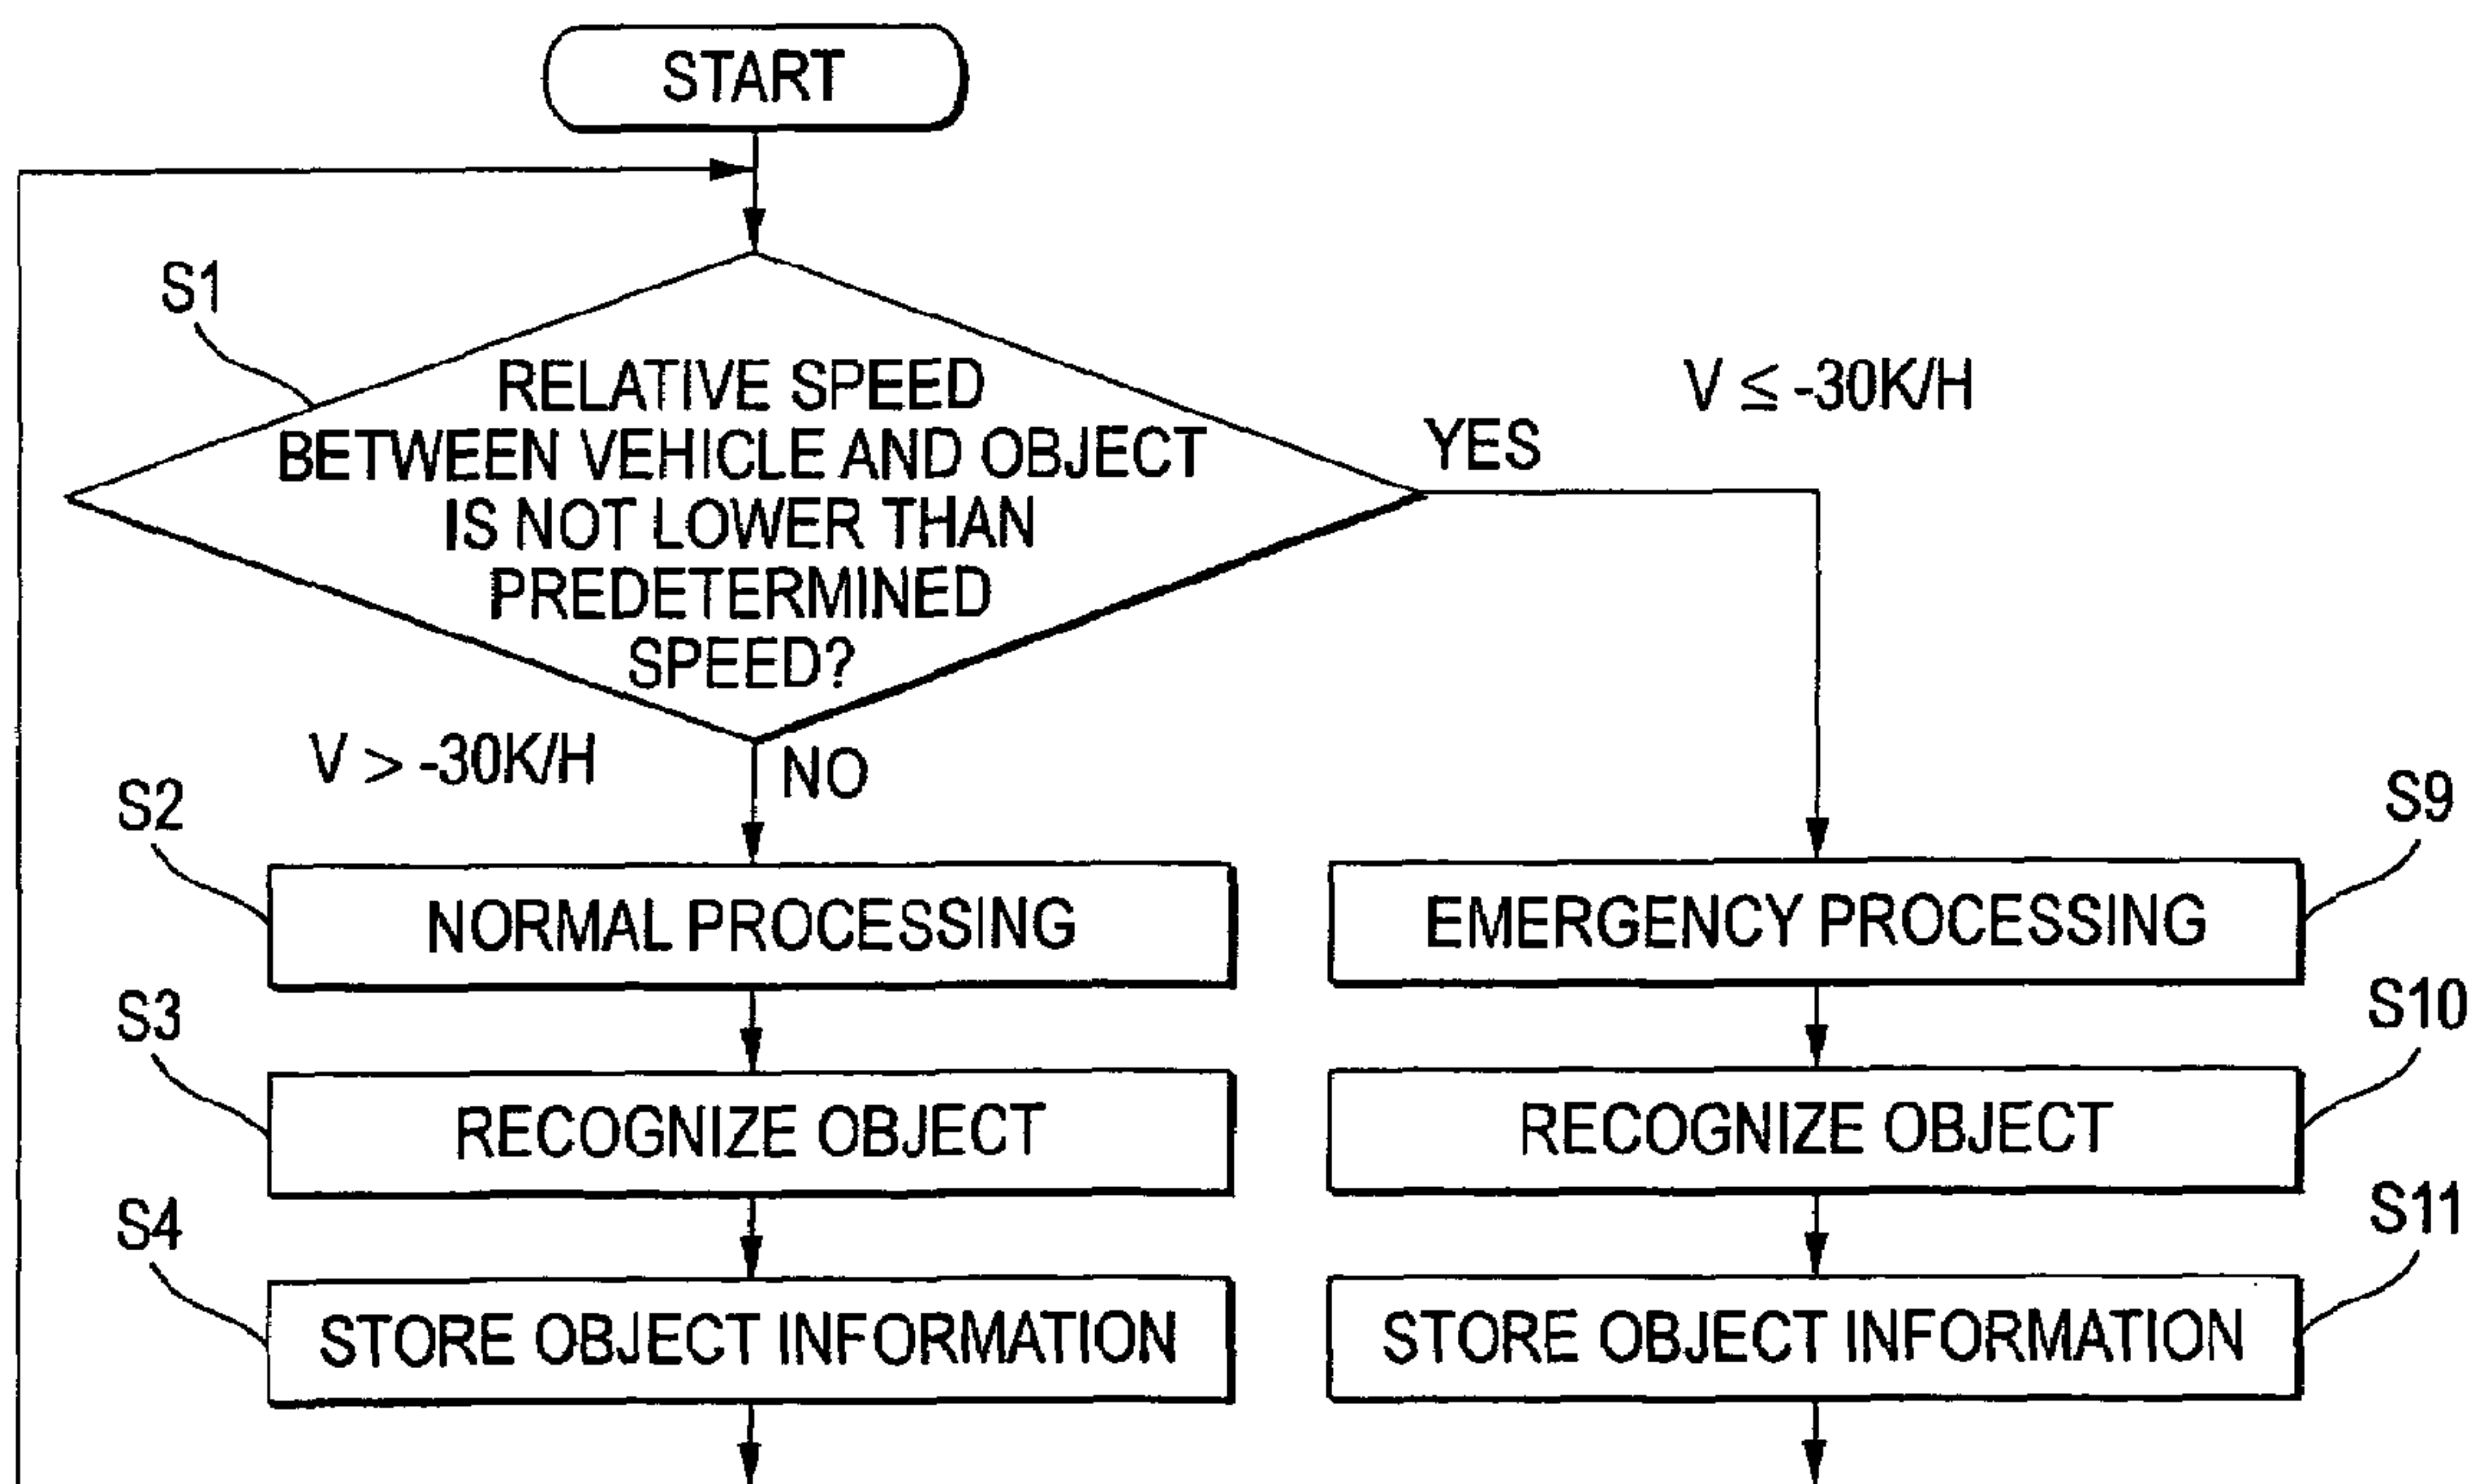 START
S1
RELATIVE SPEED
BETWEEN VEHICLE AND OBJECT
IS NOT LOWER THAN
PREDETERMINED
SPEED?
V ≤ -30K/H
YES
V > -30K/H
NO
S2
NORMAL PROCESSING
S9
EMERGENCY PROCESSING
S3
RECOGNIZE OBJECT
S10
RECOGNIZE OBJECT
S4
STORE OBJECT INFORMATION
S11
STORE OBJECT INFORMATION